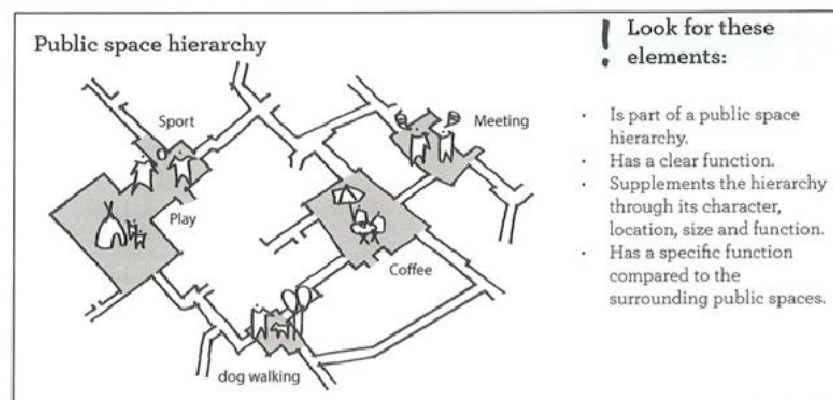 Public space hierarchy
Sport
Meeting
Play
Coffee
dog walking
! Look for these
elements:
· Is part of a public space
hierarchy.
· Has a clear function.
· Supplements the hierarchy
through its character,
location, size and function.
· Has a specific function
compared to the
surrounding public spaces.